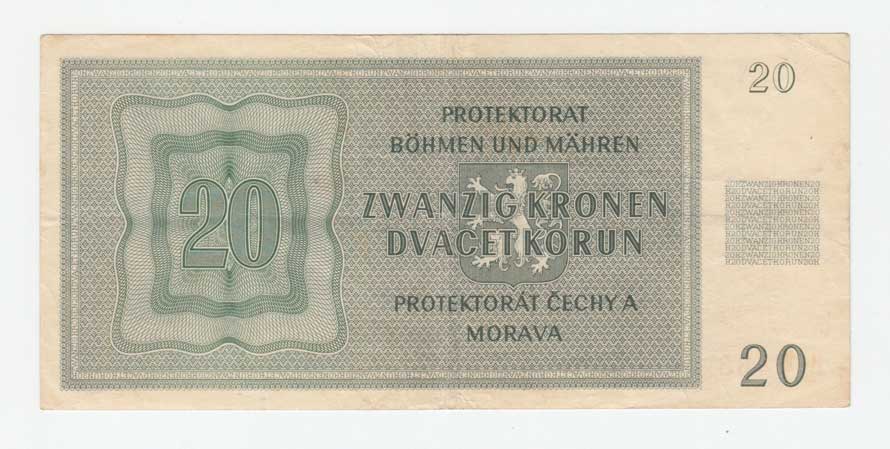 20
PROTEKTORAT
BÖHMEN UND MÄHREN
20
ZWANZIG KRONEN
DVACET KORUN
PROTEKTORÁT ČECHY A
MORAVA
20